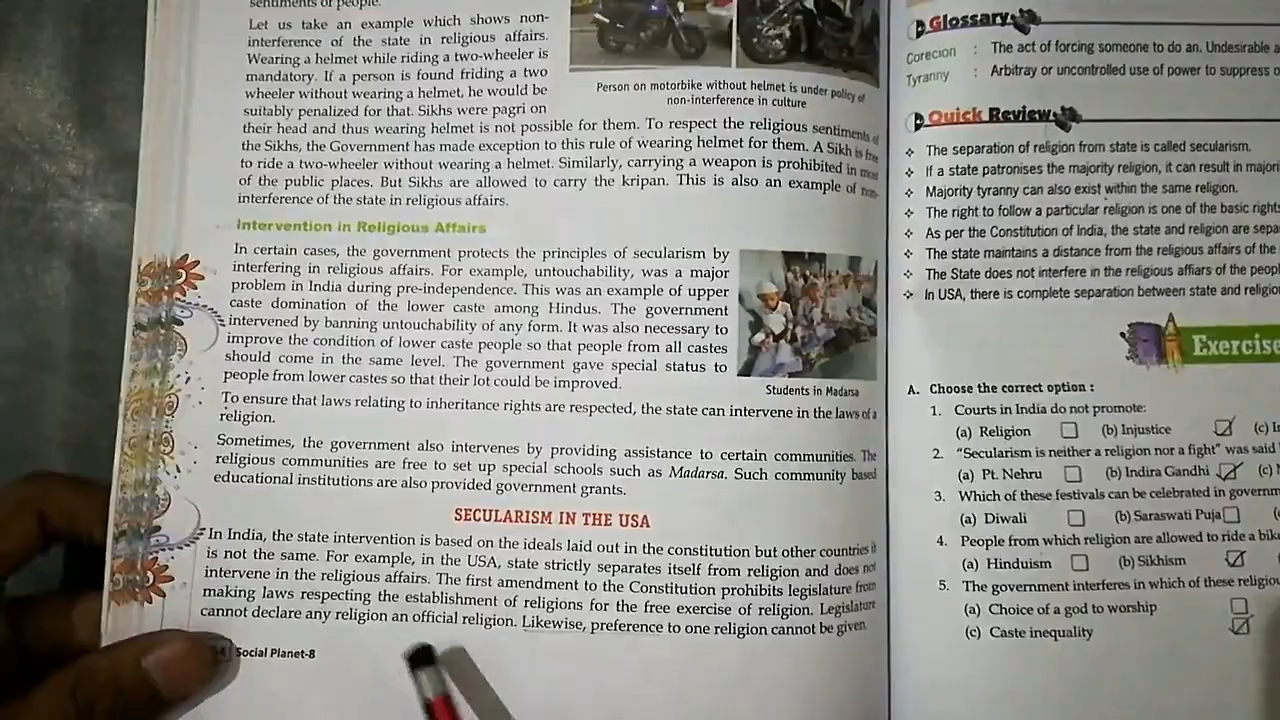 sentiments of people.
Let us take an example which shows non-
interference of the state in religious affairs.
Wearing a helmet while riding a two-wheeler is
mandatory. If a person is found friding a two
wheeler without wearing a helmet, he would be
suitably penalized for that. Sikhs were pagri on
their head and thus wearing helmet is not possible for them. To respect the religious sentiments of
the Sikhs, the Government has made exception to this rule of wearing helmet for them. A Sikh is free
to ride a two-wheeler without wearing a helmet. Similarly, carrying a weapon is prohibited in most
of the public places. But Sikhs are allowed to carry the kripan. This is also an example of non-
interference of the state in religious affairs.
Person on motorbike without helmet is under policy of
non-interference in culture
Intervention in Religious Affairs
In certain cases, the government protects the principles of secularism by
interfering in religious affairs. For example, untouchability, was a major
problem in India during pre-independence. This was an example of upper
caste domination of the lower caste among Hindus. The government
intervened by banning untouchability of any form. It was also necessary to
improve the condition of lower caste people so that people from all castes
should come in the same level. The government gave special status to
people from lower castes so that their lot could be improved.
Students in Madarsa
To ensure that laws relating to inheritance rights are respected, the state can intervene in the laws of a
religion.
Sometimes, the government also intervenes by providing assistance to certain communities. The
religious communities are free to set up special schools such as Madarsa. Such community based
educational institutions are also provided government grants.
SECULARISM IN THE USA
In India, the state intervention is based on the ideals laid out in the constitution but other countries it
is not the same. For example, in the USA, state strictly separates itself from religion and does not
intervene in the religious affairs. The first amendment to the Constitution prohibits legislature from
making laws respecting the establishment of religions for the free exercise of religion. Legislature
cannot declare any religion an official religion. Likewise, preference to one religion cannot be given
Social Planet-8
Glossary
Corecion : The act of forcing someone to do an. Undesirable
Tyranny : Arbitray or uncontrolled use of power to suppress
Quick Review
The separation of religion from state is called secularism.
If a state patronises the majority religion, it can result in
Majority tyranny can also exist within the same religion.
The right to follow a particular religion is one of the basic
As per the Constitution of India, the state and religion are
The state maintains a distance from the religious affairs of the
The State does not interfere in the religious affiars of the
In USA, there is complete separation between state and
Exercise
A. Choose the correct option :
1. Courts in India do not promote:
(a) Religion (b) Injustice (c)
2. "Secularism is neither a religion nor a fight" was said
(a) Pt. Nehru (b) Indira Gandhi (c)
3. Which of these festivals can be celebrated in
(a) Diwali (b) Saraswati Puja
4. People from which religion are allowed to ride a
(a) Hinduism (b) Sikhism
5. The government interferes in which of these
(a) Choice of a god to worship
(c) Caste inequality